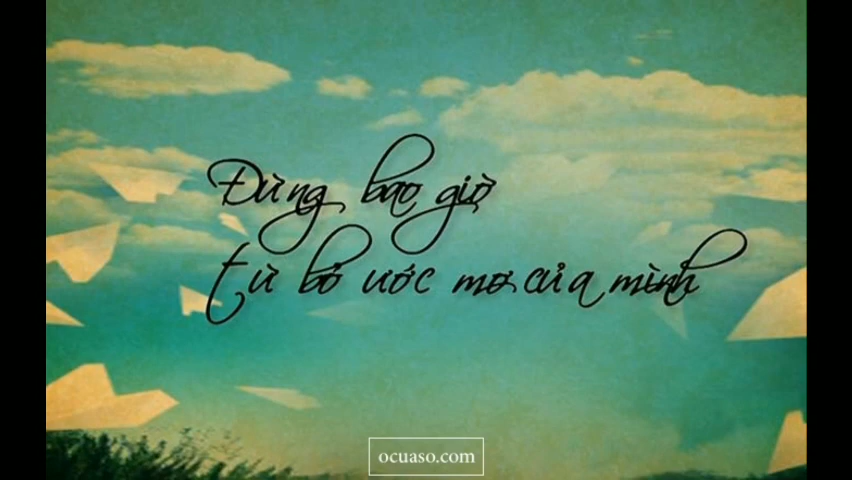 Đừng bao giờ
từ bỏ ước mơ của mình
ocuaso.com